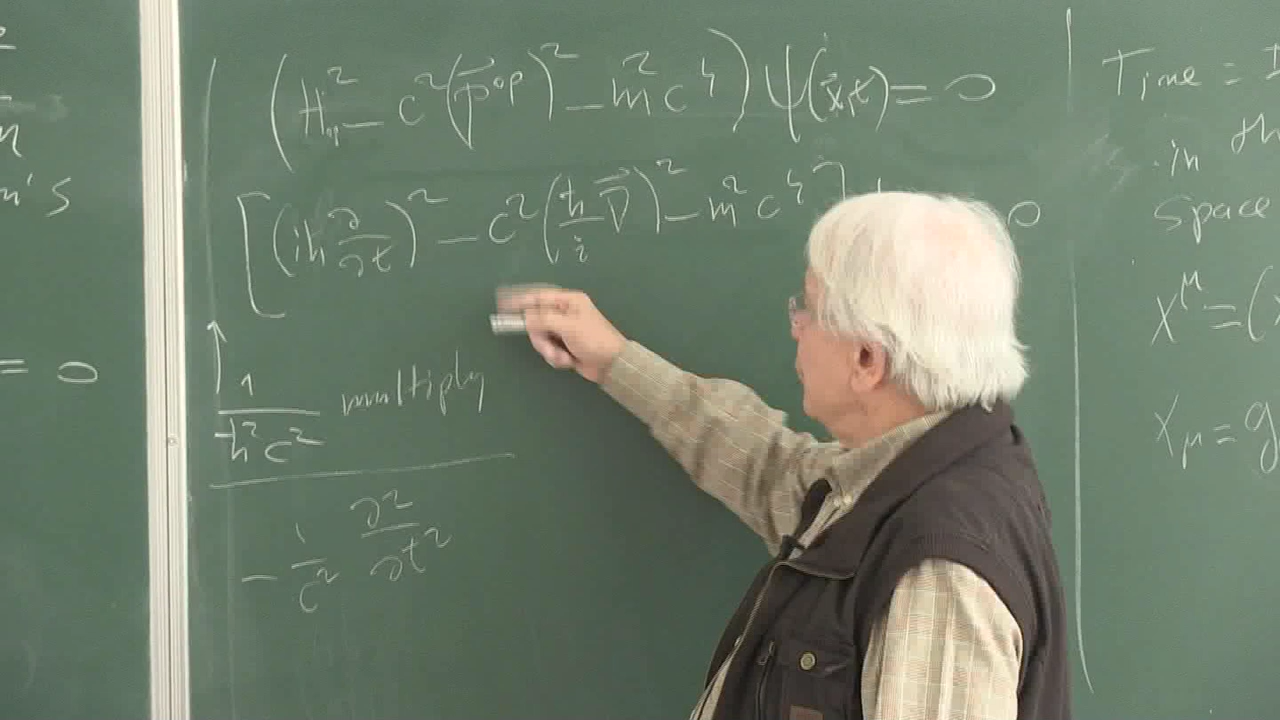 (H_op² − c²(p⃗ ᵒᵖ)² − m²c⁴) ψ(x⃗,t) = 0
[(iħ ∂/∂t)² − c²(ħ/i ∇⃗)² − m²c⁴] 0
1/ħ²c² multiply
− 1/c² ∂²/∂t²
= 0
Time =
in
space
x^μ = (
x_μ = g